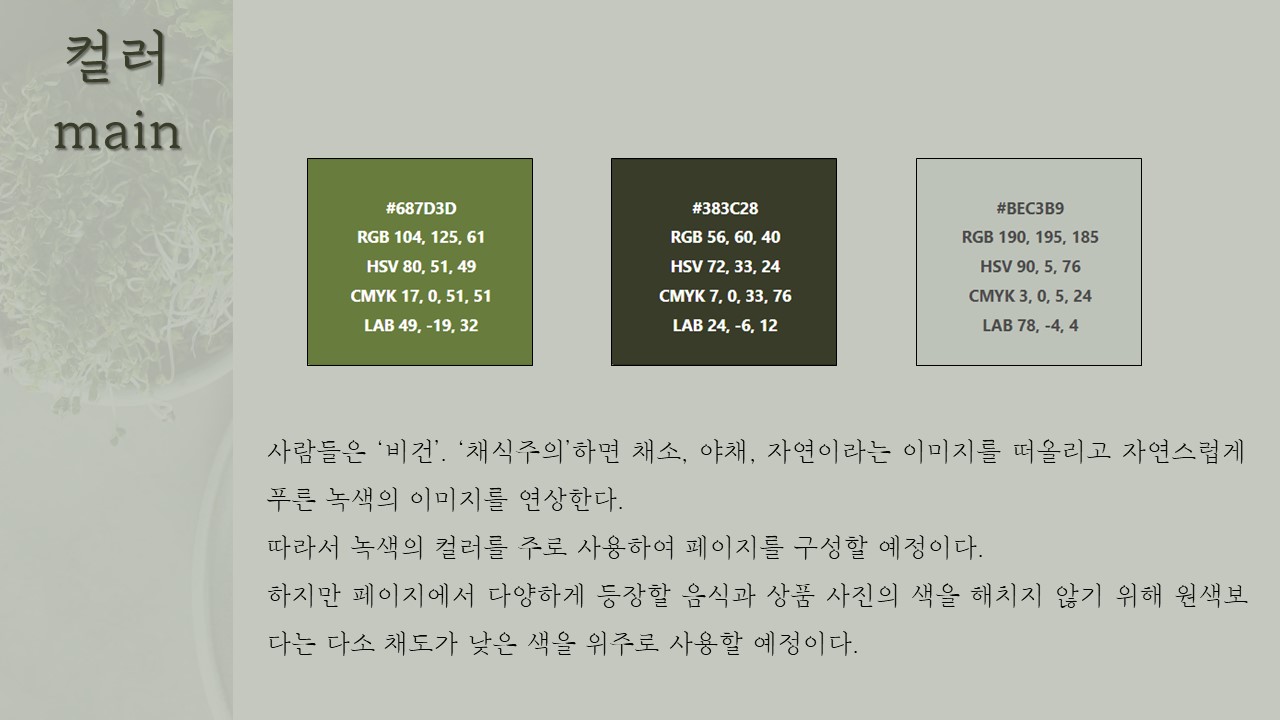 컬러
main
#687D3D
RGB 104, 125, 61
HSV 80, 51, 49
CMYK 17, 0, 51, 51
LAB 49, -19, 32
#383C28
RGB 56, 60, 40
HSV 72, 33, 24
CMYK 7, 0, 33, 76
LAB 24, -6, 12
#BEC3B9
RGB 190, 195, 185
HSV 90, 5, 76
CMYK 3, 0, 5, 24
LAB 78, -4, 4
사람들은 ‘비건’. ‘채식주의’하면 채소, 야채, 자연이라는 이미지를 떠올리고 자연스럽게
푸른 녹색의 이미지를 연상한다.
따라서 녹색의 컬러를 주로 사용하여 페이지를 구성할 예정이다.
하지만 페이지에서 다양하게 등장할 음식과 상품 사진의 색을 해치지 않기 위해 원색보
다는 다소 채도가 낮은 색을 위주로 사용할 예정이다.